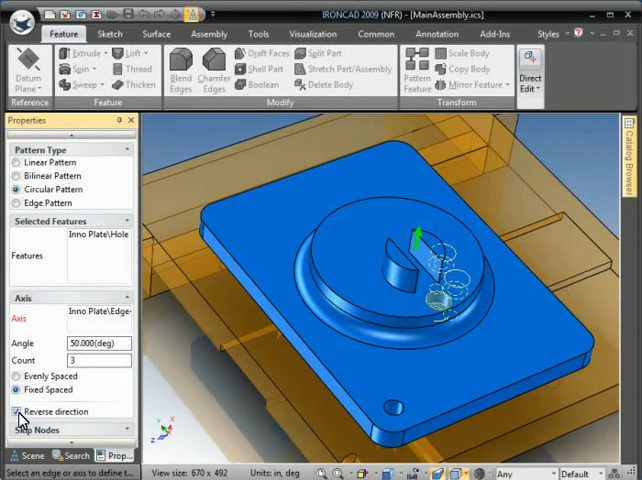 IRONCAD 2009 (NFR) - [MainAssembly.ics]
Feature Sketch Surface Assembly Tools Visualization Common Annotation Add-Ins Styles
Datum Plane
Extrude Loft
Spin Thread
Sweep Thicken
Blend Edges
Chamfer Edges
Draft Faces Split Part
Shell Part Stretch Part/Assembly
Boolean Delete Body
Pattern Feature
Scale Body
Copy Body
Mirror Feature
Direct Edit
Reference Feature Modify Transform
Properties
Catalog Browser
Pattern Type
Linear Pattern
Bilinear Pattern
Circular Pattern
Edge Pattern
Selected Features
Inno Plate\Hole
Features
Axis
Inno Plate\Edge-
Axis
Angle 50.000(deg)
Count 3
Evenly Spaced
Fixed Spaced
Reverse direction
Skip Nodes
Scene Search Prop...
Select an edge or axis to define t... View size: 670 x 492 Units: in, deg Any Default